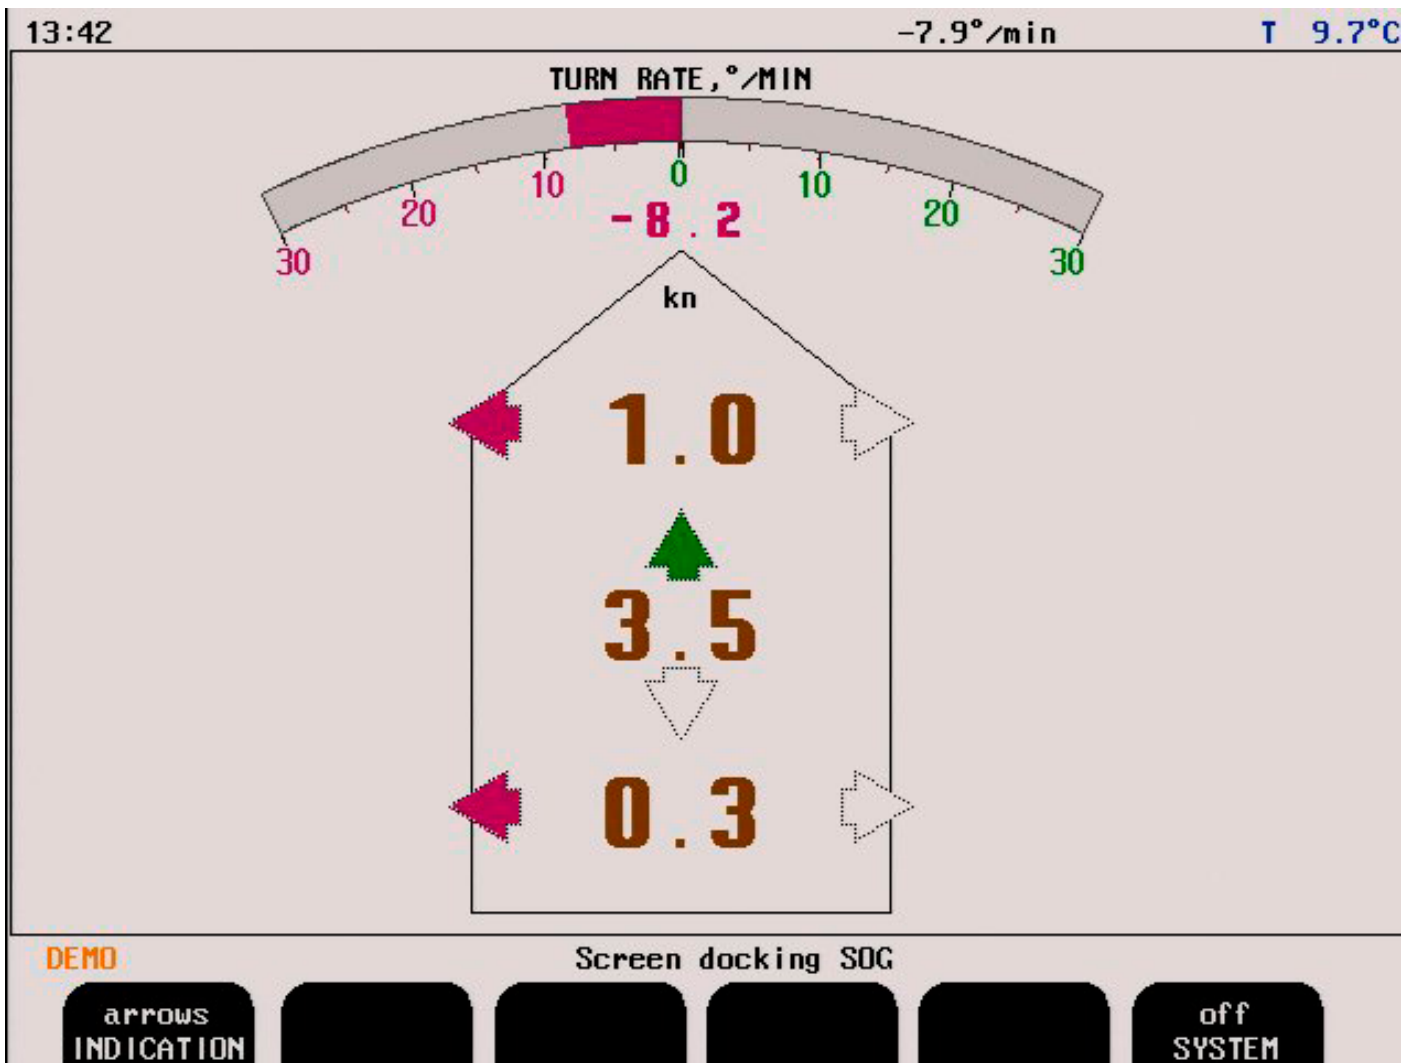 13:42 -7.9°/min T 9.7°C
TURN RATE,°/MIN
30 20 10 0 10 20 30
-8.2
kn
1.0
3.5
0.3
DEMO Screen docking SOG
arrows off
INDICATION SYSTEM